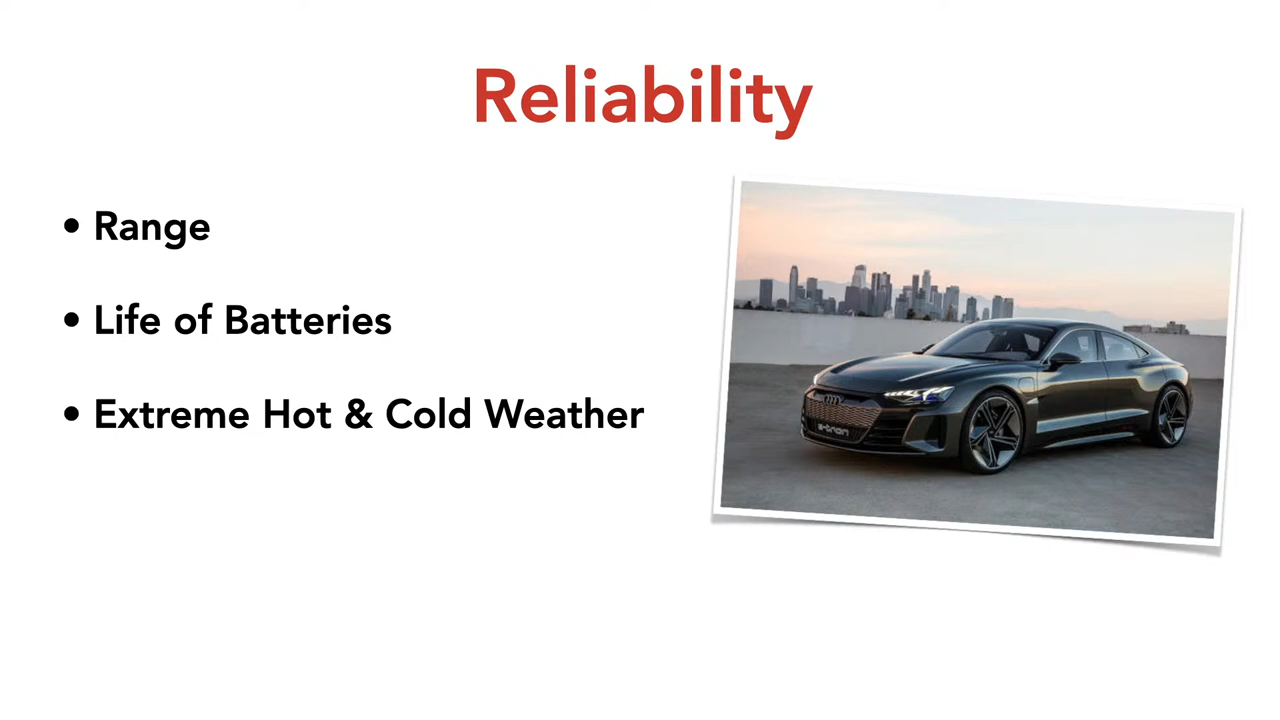 Reliability
• Range
• Life of Batteries
• Extreme Hot & Cold Weather
e-tron